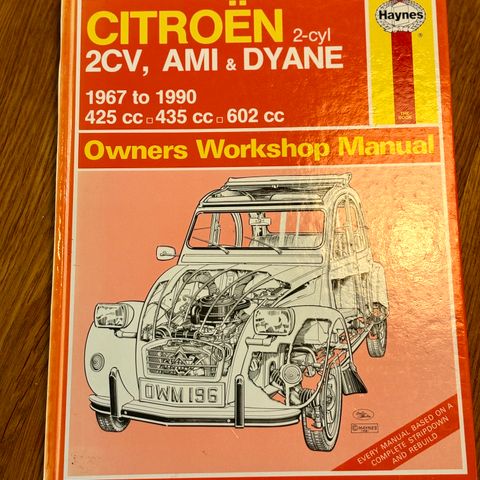 Haynes
CITROËN 2-cyl
2CV, AMI & DYANE
1967 to 1990
425 cc □ 435 cc □ 602 cc
Owners Workshop Manual
OWM 196
© HAYNES
EVERY MANUAL BASED ON A
COMPLETE STRIPDOWN
AND REBUILD